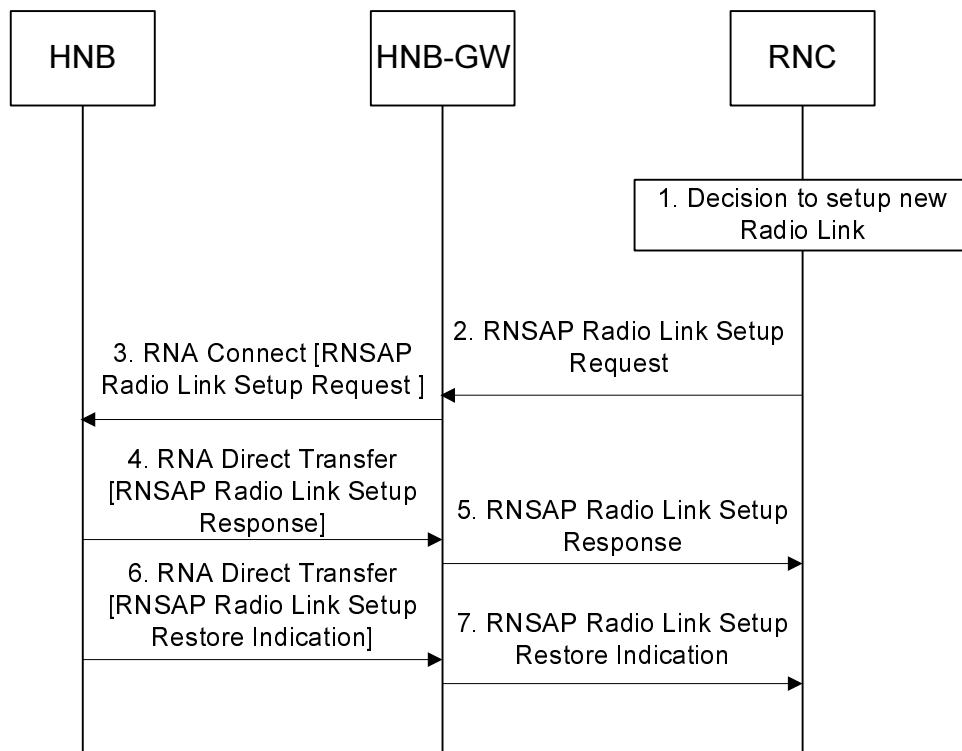 HNB
HNB-GW
RNC
1. Decision to setup new
Radio Link
2. RNSAP Radio Link Setup
Request
3. RNA Connect [RNSAP
Radio Link Setup Request ]
4. RNA Direct Transfer
[RNSAP Radio Link Setup
Response]
5. RNSAP Radio Link Setup
Response
6. RNA Direct Transfer
[RNSAP Radio Link Setup
Restore Indication]
7. RNSAP Radio Link Setup
Restore Indication